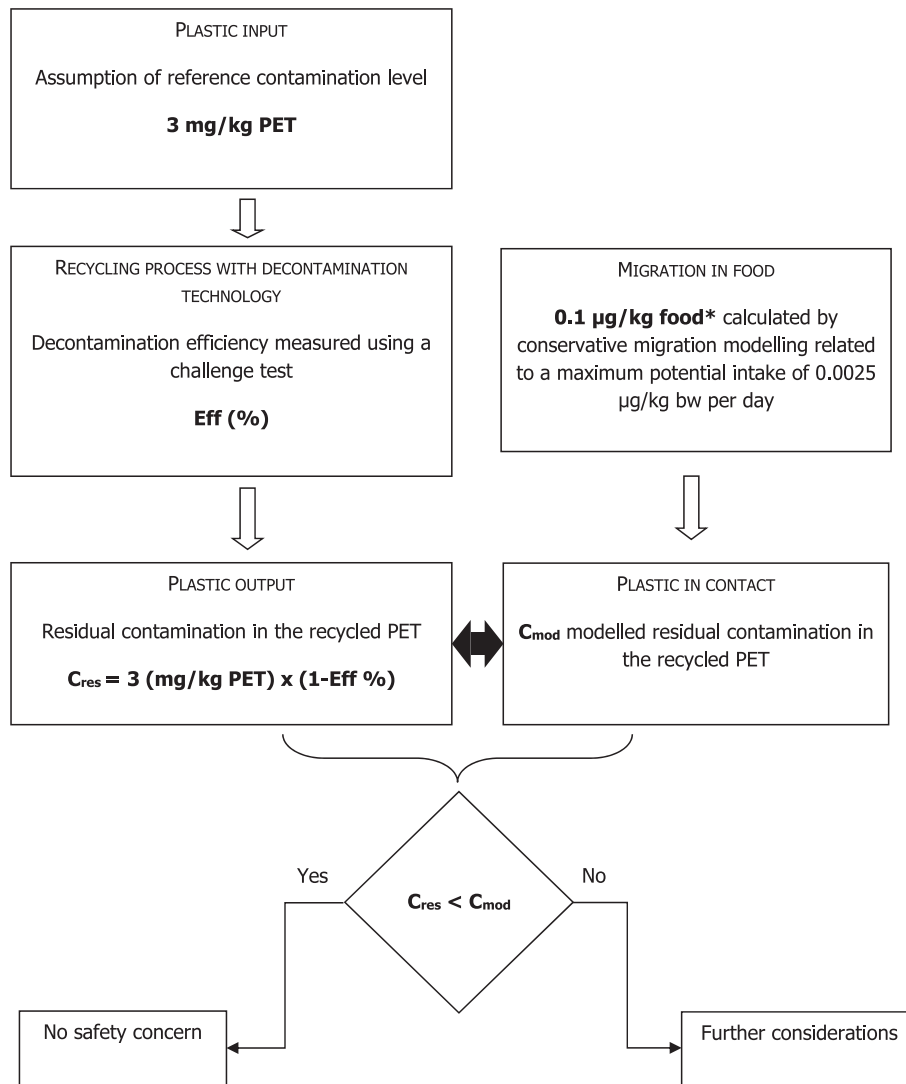 PLASTIC INPUT
Assumption of reference contamination level
3 mg/kg PET
RECYCLING PROCESS WITH DECONTAMINATION
TECHNOLOGY
Decontamination efficiency measured using a
challenge test
Eff (%)
MIGRATION IN FOOD
0.1 µg/kg food* calculated by
conservative migration modelling related
to a maximum potential intake of 0.0025
µg/kg bw per day
PLASTIC OUTPUT
Residual contamination in the recycled PET
Cres = 3 (mg/kg PET) x (1-Eff %)
PLASTIC IN CONTACT
Cmod modelled residual contamination in
the recycled PET
Yes
No
Cres < Cmod
No safety concern
Further considerations